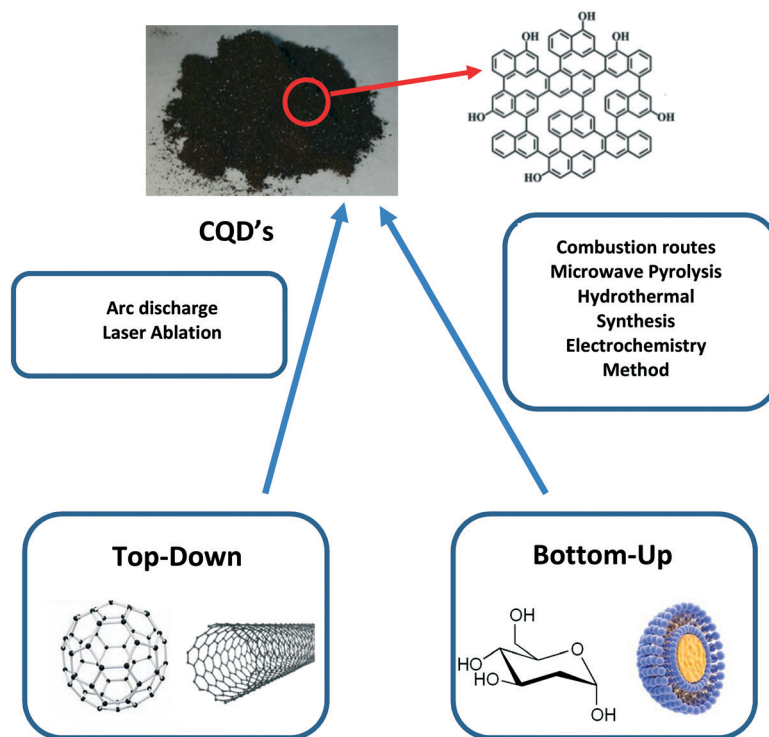 OH
OH
OH
HO
OH
HO
CQD's
Arc discharge
Laser Ablation
Combustion routes
Microwave Pyrolysis
Hydrothermal
Synthesis
Electrochemistry
Method
Top-Down
Bottom-Up
OH
O
HO
HO
OH